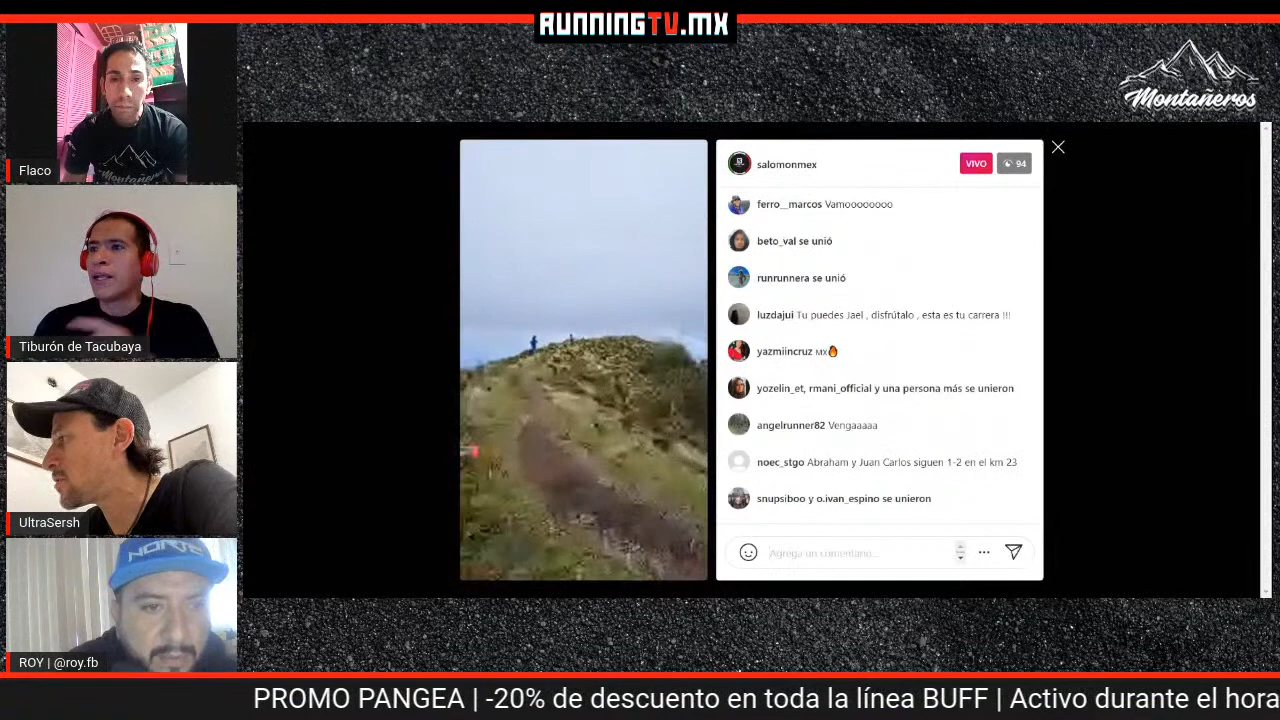 RUNNINGTV.MX
Montañeros
Flaco
Tiburón de Tacubaya
UltraSersh
NORTE
ROY | @roy.fb
salomonmex
VIVO
94
ferro__marcos Vamoooooooo
beto_val se unió
runrunnera se unió
luzdajui Tu puedes Jael , disfrútalo , esta es tu carrera !!!
yazmiincruz MX🔥
yozelin_et, rmani_official y una persona más se unieron
angelrunner82 Vengaaaaa
noec_stgo Abraham y Juan Carlos siguen 1-2 en el km 23
snupsiboo y o.ivan_espino se unieron
Agrega un comentario...
PROMO PANGEA | -20% de descuento en toda la línea BUFF | Activo durante el hora